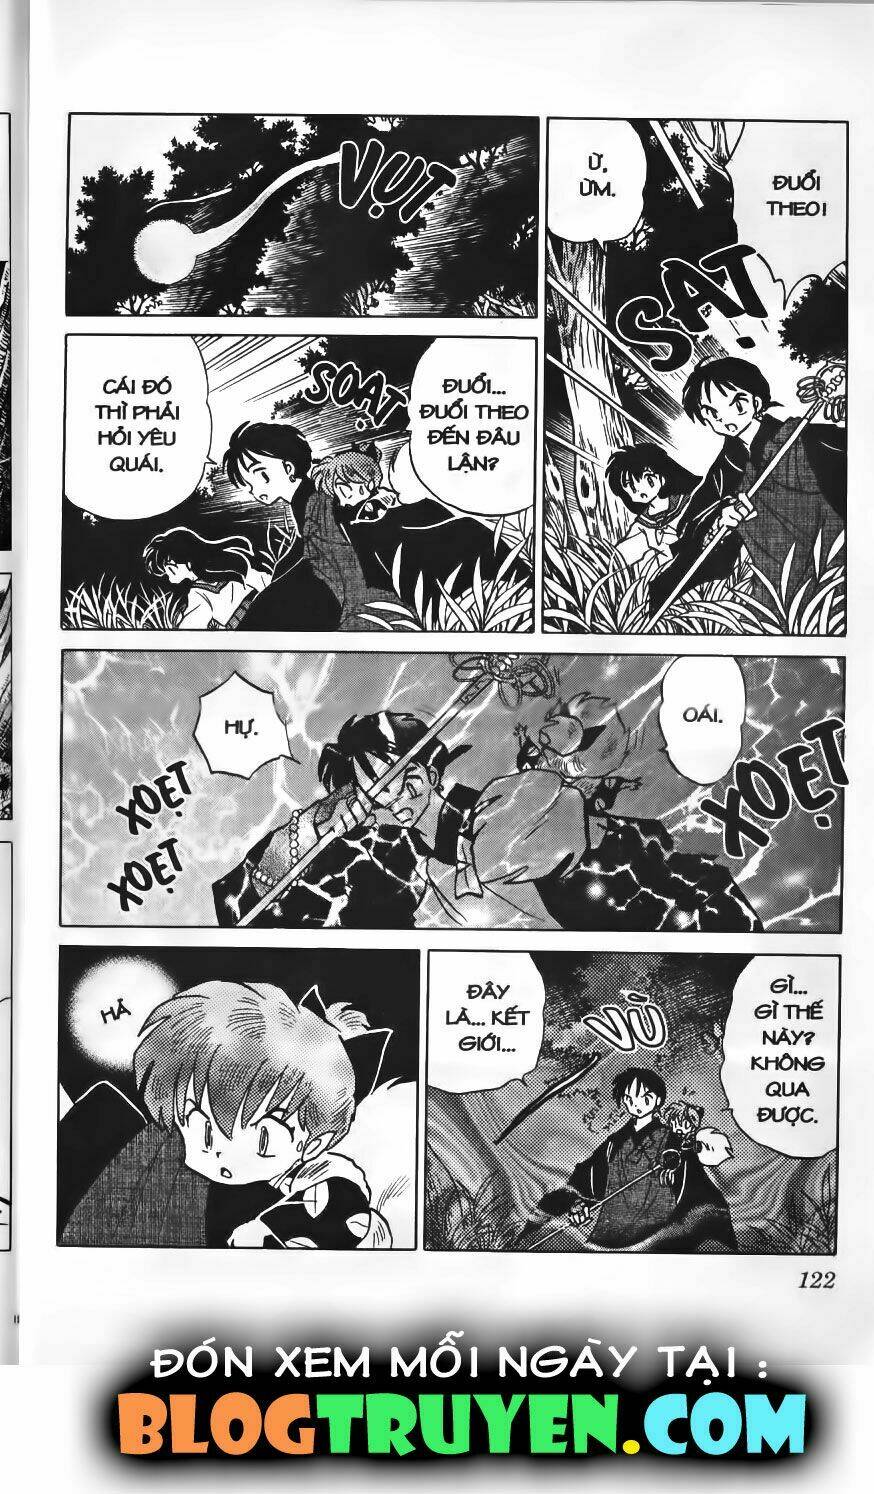 VỤT
ĐUỔI
THEO!
Ừ,
ỪM.
SẠT
CÁI ĐÓ
THÌ PHẢI
HỎI YÊU
QUÁI.
SOẠT
ĐUỔI...
ĐUỔI THEO
ĐẾN ĐÂU
LẬN?
HỰ.
OÁI.
XOẸT
XOẸT
XOẸT
HẢ
ĐÂY
LÀ... KẾT
GIỚI...
VÙ
GÌ...
GÌ THẾ
NÀY?
KHÔNG
QUA
ĐƯỢC.
122
ĐÓN XEM MỖI NGÀY TẠI :
BLOGTRUYEN.COM